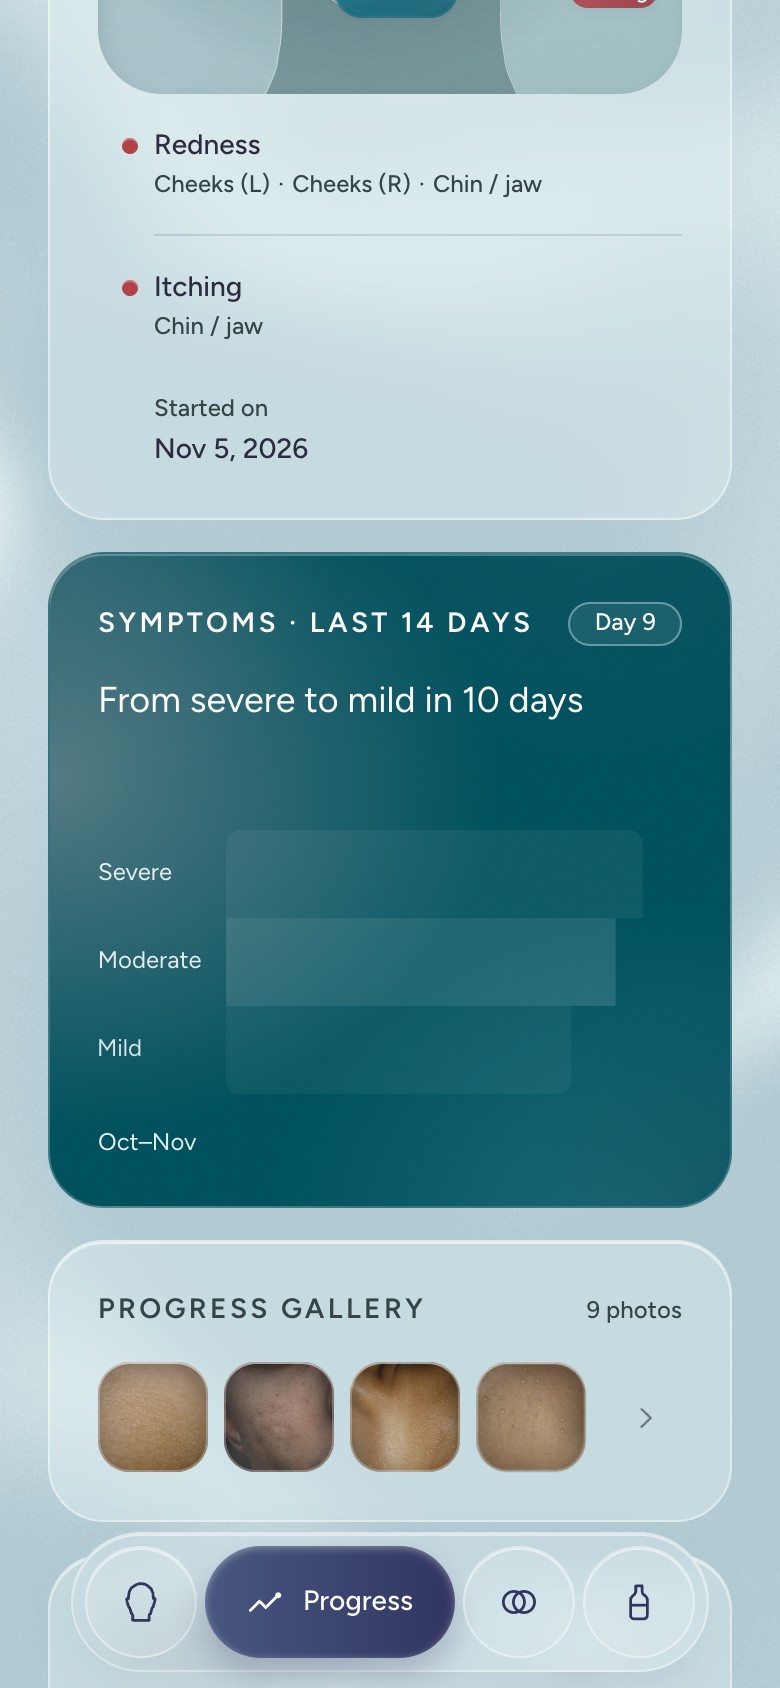 Redness
Cheeks (L) · Cheeks (R) · Chin / jaw
Itching
Chin / jaw
Started on
Nov 5, 2026
SYMPTOMS · LAST 14 DAYS
Day 9
From severe to mild in 10 days
Severe
Moderate
Mild
Oct–Nov
PROGRESS GALLERY
9 photos
Progress